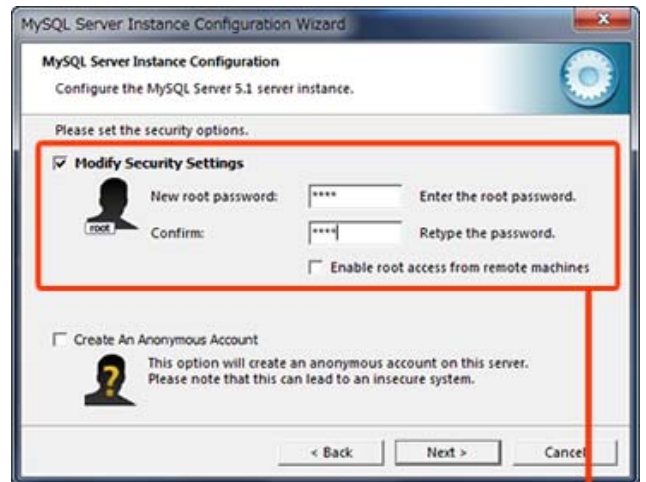 MySQL Server Instance Configuration Wizard
MySQL Server Instance Configuration
Configure the MySQL Server 5.1 server instance.
Please set the security options.
Modify Security Settings
root
New root password: **** Enter the root password.
Confirm: **** Retype the password.
Enable root access from remote machines
Create An Anonymous Account
?
This option will create an anonymous account on this server.
Please note that this can lead to an insecure system.
< Back Next > Cancel